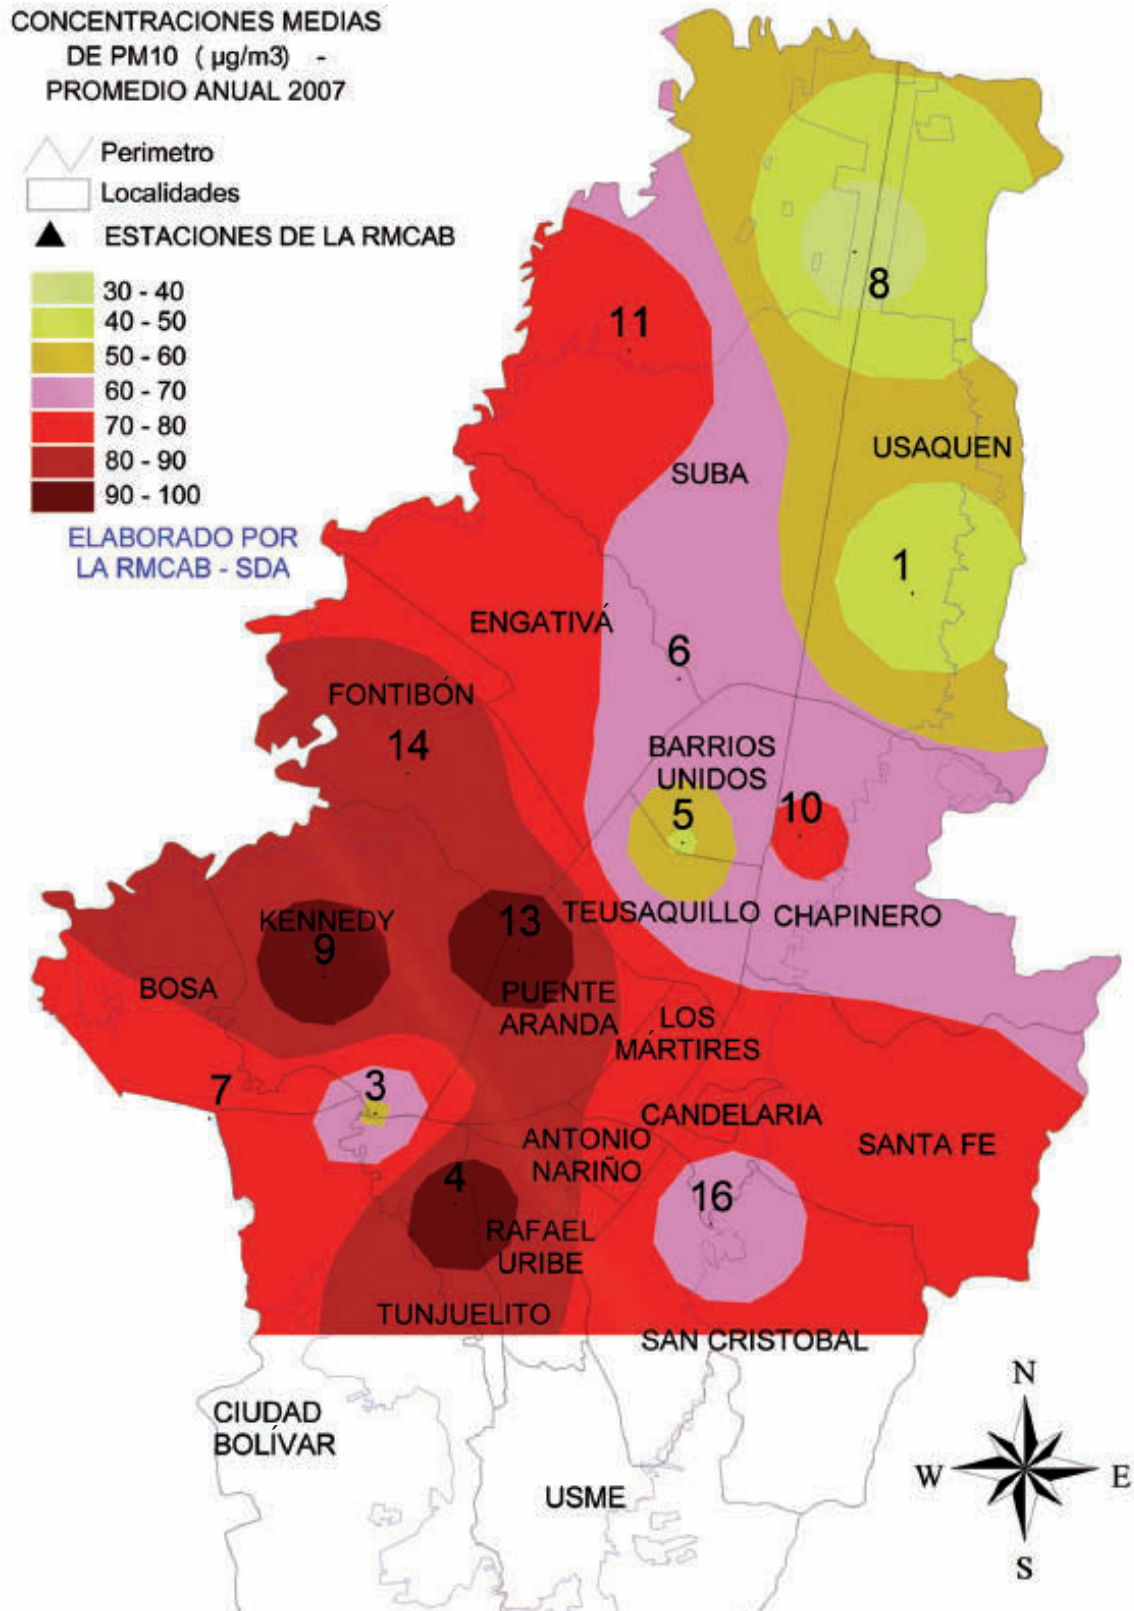 CONCENTRACIONES MEDIAS
DE PM10 ( µg/m3) -
PROMEDIO ANUAL 2007
Perimetro
Localidades
ESTACIONES DE LA RMCAB
30 - 40
40 - 50
50 - 60
60 - 70
70 - 80
80 - 90
90 - 100
ELABORADO POR
LA RMCAB - SDA
8
11
USAQUEN
SUBA
1
ENGATIVÁ
6
FONTIBÓN
14
BARRIOS
UNIDOS
5
10
KENNEDY
9
13
TEUSAQUILLO
CHAPINERO
BOSA
PUENTE
ARANDA
LOS
MÁRTIRES
7
3
CANDELARIA
ANTONIO
NARIÑO
SANTA FE
4
16
RAFAEL
URIBE
TUNJUELITO
SAN CRISTOBAL
CIUDAD
BOLÍVAR
USME
N
W
E
S